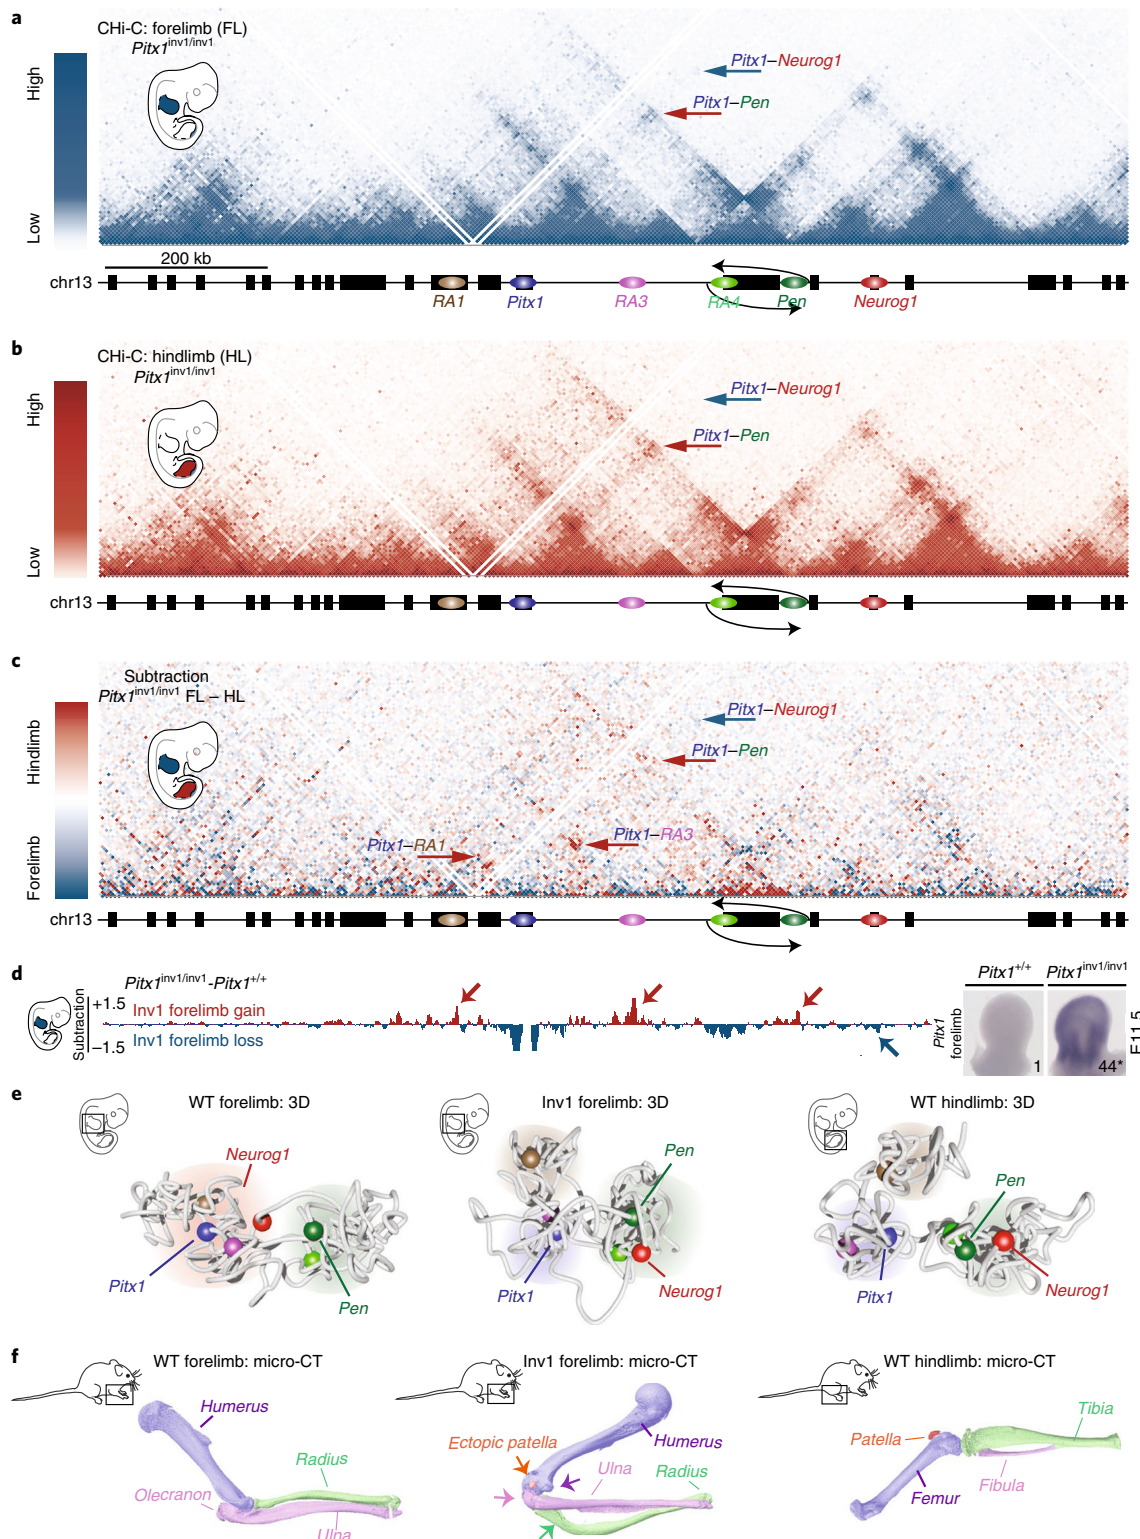 a
CHi-C: forelimb (FL)
Pitx1inv1/inv1
High
Low
Pitx1–Neurog1
Pitx1–Pen
200 kb
chr13
RA1
Pitx1
RA3
RA4
Pen
Neurog1
b
CHi-C: hindlimb (HL)
Pitx1inv1/inv1
High
Low
Pitx1–Neurog1
Pitx1–Pen
chr13
c
Subtraction
Pitx1inv1/inv1 FL – HL
Hindlimb
Forelimb
Pitx1–Neurog1
Pitx1–Pen
Pitx1–RA1
Pitx1–RA3
chr13
d
Pitx1inv1/inv1-Pitx1+/+
Subtraction
+1.5
–1.5
Inv1 forelimb gain
Inv1 forelimb loss
Pitx1+/+
Pitx1inv1/inv1
Pitx1
forelimb
1
44*
E11.5
e
WT forelimb: 3D
Inv1 forelimb: 3D
WT hindlimb: 3D
Neurog1
Pitx1
Pen
Pen
Pitx1
Neurog1
Pen
Pitx1
Neurog1
f
WT forelimb: micro-CT
Inv1 forelimb: micro-CT
WT hindlimb: micro-CT
Humerus
Radius
Olecranon
Ulna
Ectopic patella
Humerus
Ulna
Radius
Patella
Tibia
Femur
Fibula